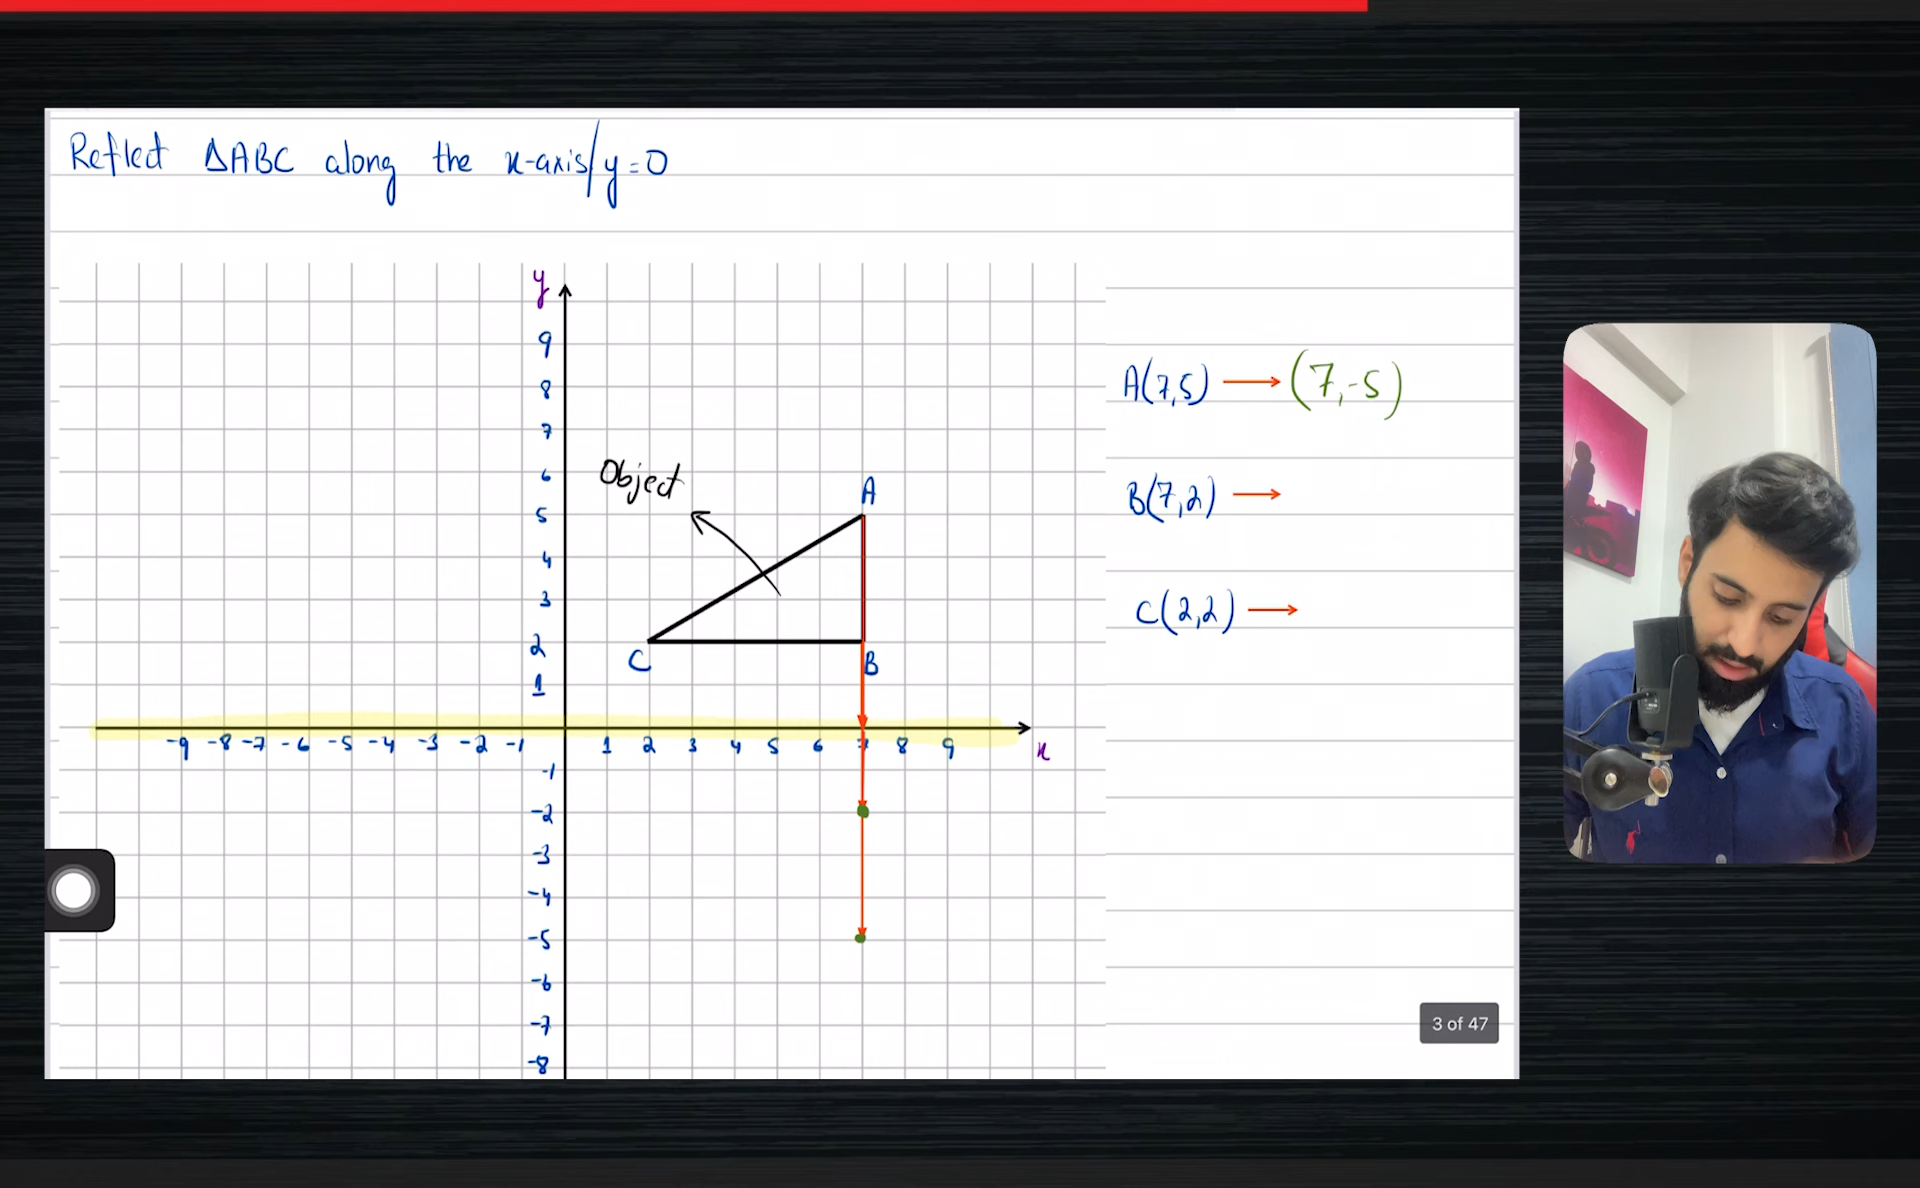 Reflect ΔABC along the x-axis/y=0
y
9
8
7
6
5
4
3
2
1
Object
A
C
B
-9 -8 -7 -6 -5 -4 -3 -2 -1 1 2 3 4 5 6 7 8 9
x
-1
-2
-3
-4
-5
-6
-7
-8
A(7,5) → (7,-5)
B(7,2) →
C(2,2) →
3 of 47